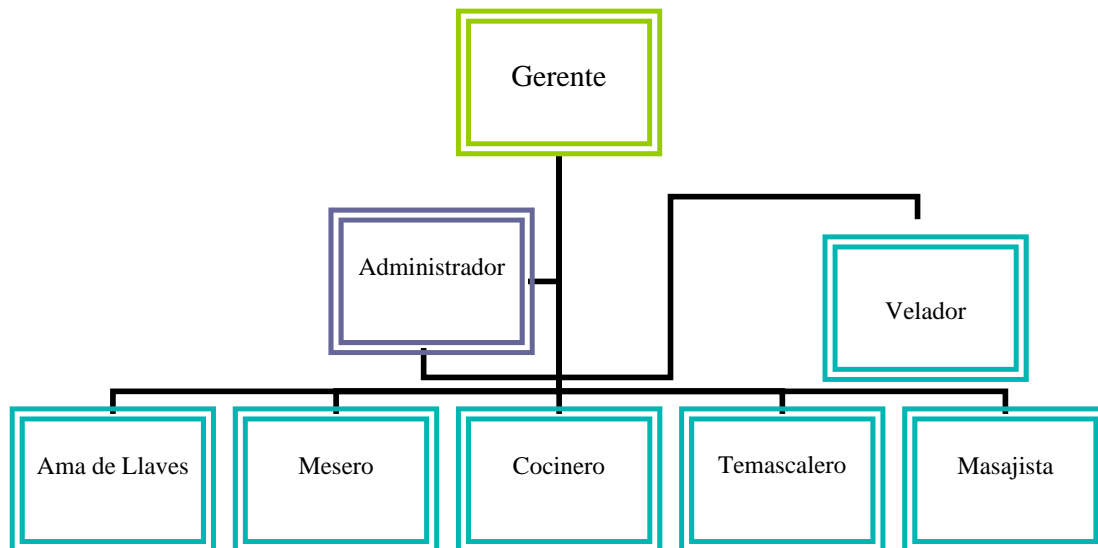 Gerente
Administrador
Velador
Ama de Llaves
Mesero
Cocinero
Temascalero
Masajista